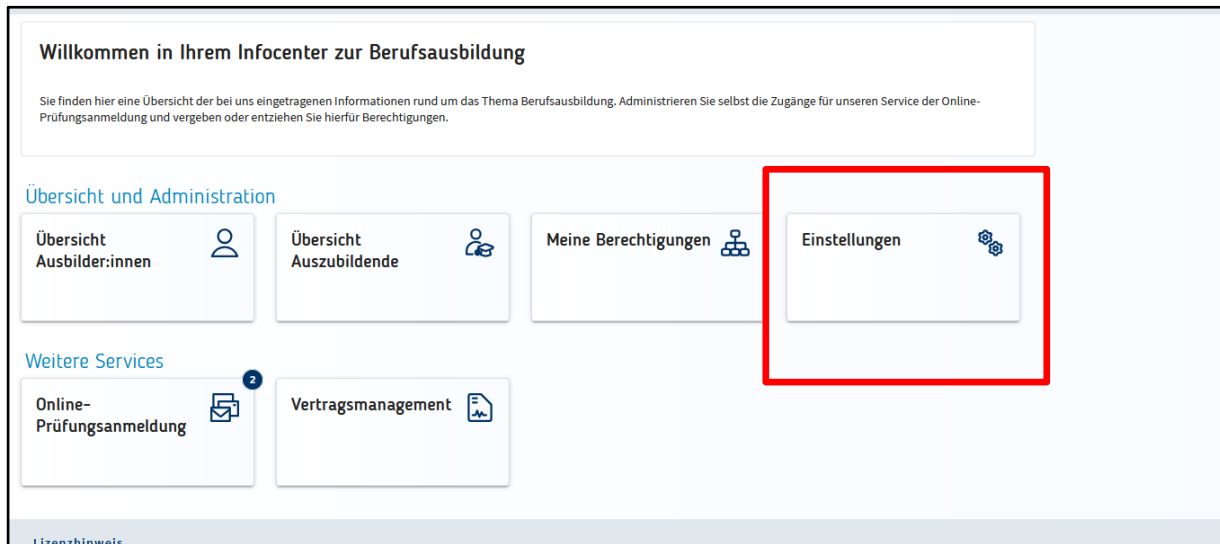 Willkommen in Ihrem Infocenter zur Berufsausbildung
Sie finden hier eine Übersicht der bei uns eingetragenen Informationen rund um das Thema Berufsausbildung. Administrieren Sie selbst die Zugänge für unseren Service der Online-
Prüfungsanmeldung und vergeben oder entziehen Sie hierfür Berechtigungen.
Übersicht und Administration
Übersicht
Ausbilder:innen
Übersicht
Auszubildende
Meine Berechtigungen
Einstellungen
Weitere Services
2
Online-
Prüfungsanmeldung
Vertragsmanagement
Lizenzhinweis